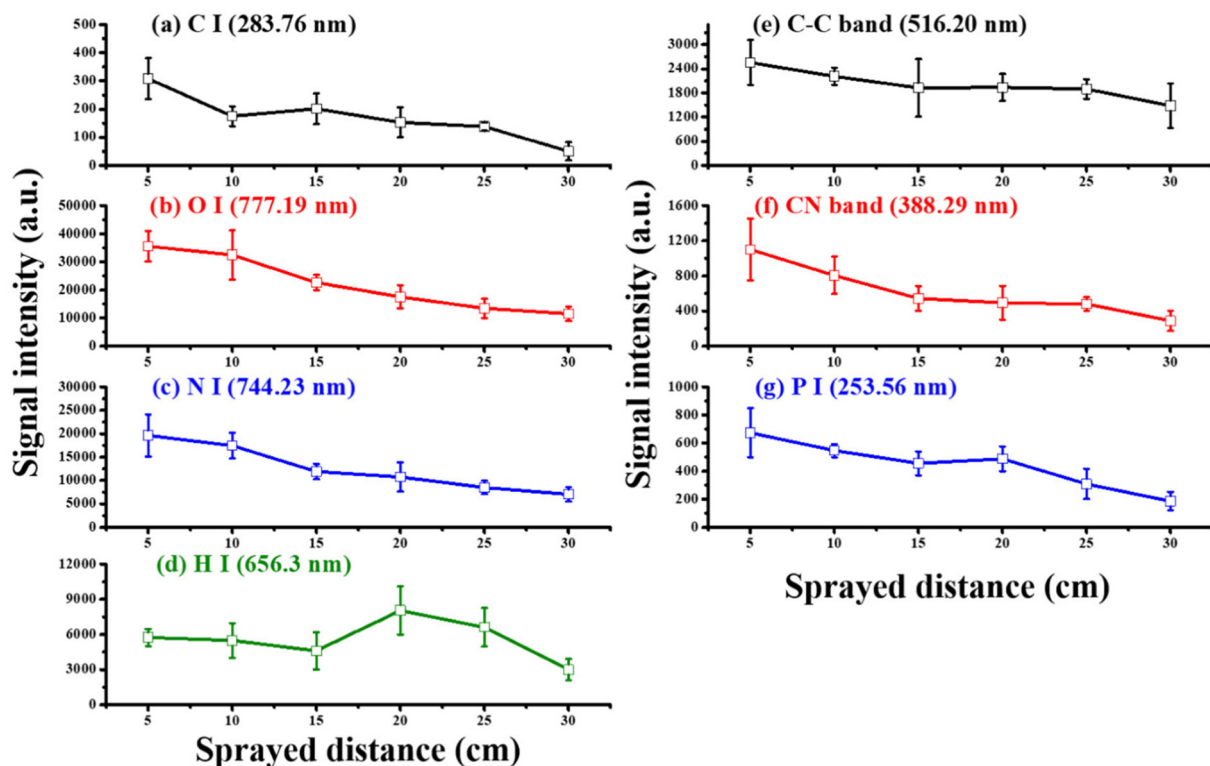 (a) C I (283.76 nm)
500
400
300
200
100
0
5 10 15 20 25 30
(b) O I (777.19 nm)
50000
40000
30000
20000
10000
0
5 10 15 20 25 30
(c) N I (744.23 nm)
30000
25000
20000
15000
10000
5000
0
5 10 15 20 25 30
(d) H I (656.3 nm)
12000
9000
6000
3000
0
5 10 15 20 25 30
Signal intensity (a.u.)
Sprayed distance (cm)
(e) C-C band (516.20 nm)
3000
2400
1800
1200
600
0
5 10 15 20 25 30
(f) CN band (388.29 nm)
1600
1200
800
400
0
5 10 15 20 25 30
(g) P I (253.56 nm)
1000
800
600
400
200
0
5 10 15 20 25 30
Signal intensity (a.u.)
Sprayed distance (cm)